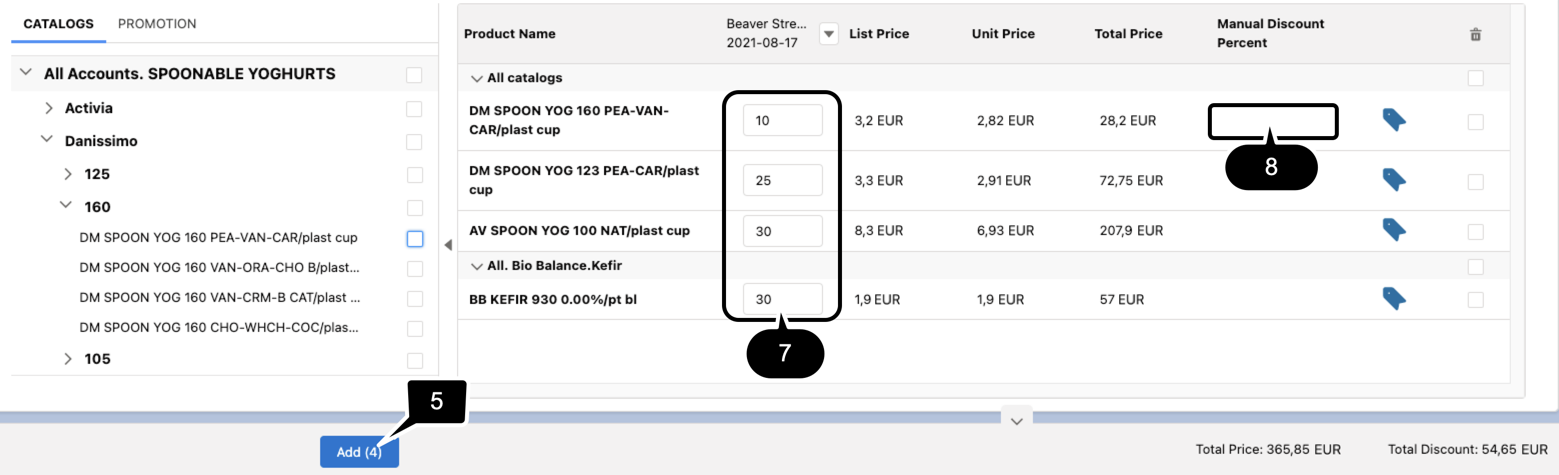 CATALOGS PROMOTION
All Accounts. SPOONABLE YOGHURTS
Activia
Danissimo
125
160
DM SPOON YOG 160 PEA-VAN-CAR/plast cup
DM SPOON YOG 160 VAN-ORA-CHO B/plast...
DM SPOON YOG 160 VAN-CRM-B CAT/plast ...
DM SPOON YOG 160 CHO-WHCH-COC/plas...
105
5
Add (4)
Product Name
Beaver Stre...
2021-08-17
List Price
Unit Price
Total Price
Manual Discount
Percent
All catalogs
DM SPOON YOG 160 PEA-VAN-
CAR/plast cup
10 3,2 EUR 2,82 EUR 28,2 EUR
8
DM SPOON YOG 123 PEA-CAR/plast
cup
25 3,3 EUR 2,91 EUR 72,75 EUR
AV SPOON YOG 100 NAT/plast cup 30 8,3 EUR 6,93 EUR 207,9 EUR
All. Bio Balance.Kefir
BB KEFIR 930 0.00%/pt bl 30 1,9 EUR 1,9 EUR 57 EUR
7
Total Price: 365,85 EUR Total Discount: 54,65 EUR